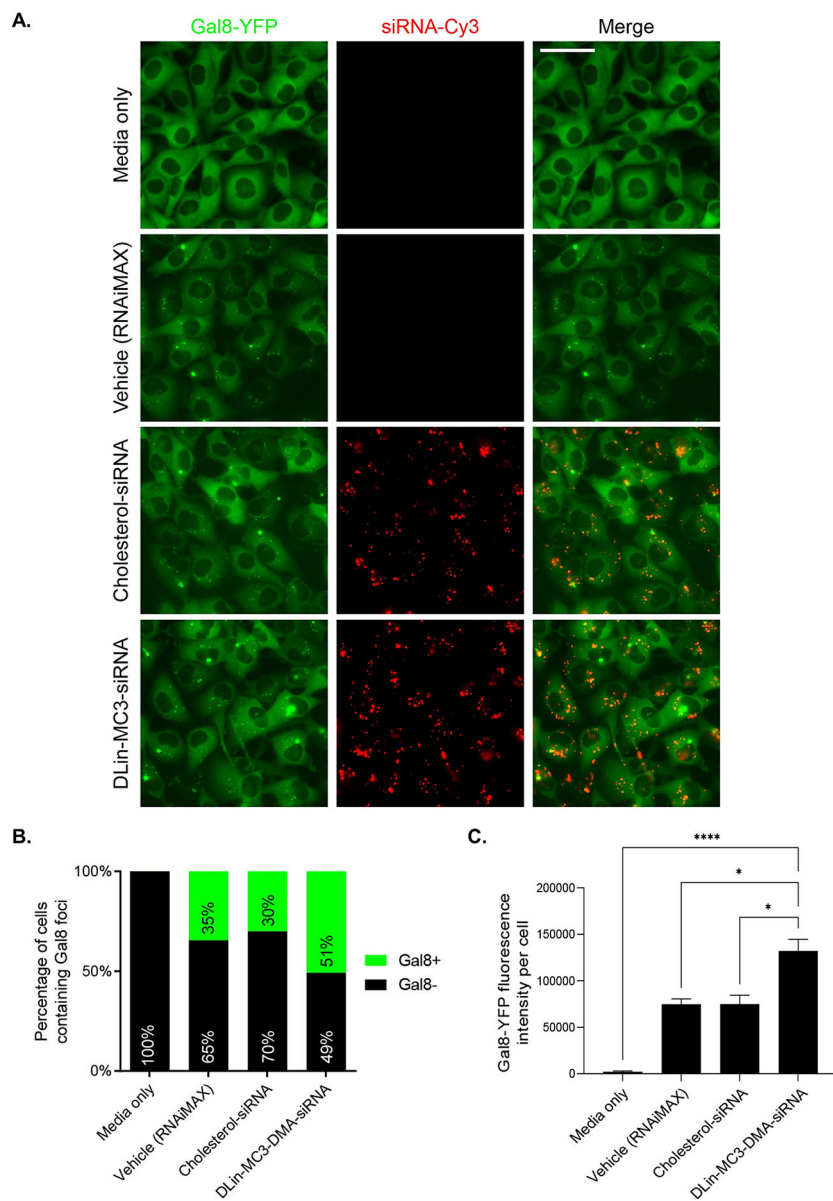 A.
Gal8-YFP
siRNA-Cy3
Merge
Media only
Vehicle (RNAiMAX)
Cholesterol-siRNA
DLin-MC3-siRNA
B.
Percentage of cells
containing Gal8 foci
100%
50%
0%
100%
35%
65%
30%
70%
51%
49%
Gal8+
Gal8-
Media only
Vehicle (RNAiMAX)
Cholesterol-siRNA
DLin-MC3-DMA-siRNA
C.
Gal8-YFP fluorescence
intensity per cell
****
*
*
200000
150000
100000
50000
0
Media only
Vehicle (RNAiMAX)
Cholesterol-siRNA
DLin-MC3-DMA-siRNA